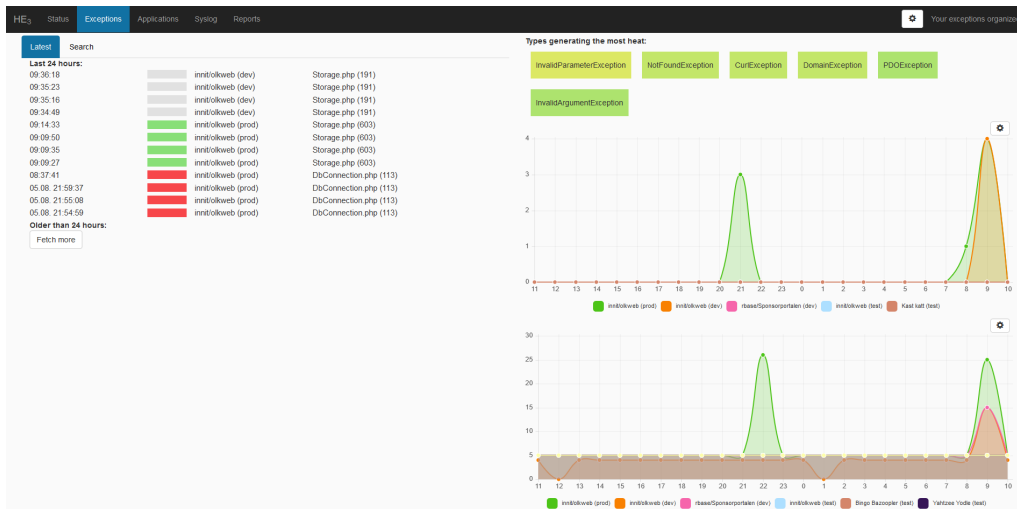 HE3 Status Exceptions Applications Syslog Reports Your exceptions organized
Latest Search
Last 24 hours:
09:36:18 innit/olkweb (dev) Storage.php (191)
09:35:23 innit/olkweb (dev) Storage.php (191)
09:35:16 innit/olkweb (dev) Storage.php (191)
09:34:49 innit/olkweb (dev) Storage.php (191)
09:14:33 innit/olkweb (prod) Storage.php (603)
09:09:50 innit/olkweb (prod) Storage.php (603)
09:09:35 innit/olkweb (prod) Storage.php (603)
09:09:27 innit/olkweb (prod) Storage.php (603)
08:37:41 innit/olkweb (prod) DbConnection.php (113)
05.08. 21:59:37 innit/olkweb (prod) DbConnection.php (113)
05.08. 21:55:08 innit/olkweb (prod) DbConnection.php (113)
05.08. 21:54:59 innit/olkweb (prod) DbConnection.php (113)
Older than 24 hours:
Fetch more
Types generating the most heat:
InvalidParameterException NotFoundException CurlException DomainException PDOException
InvalidArgumentException
4
3
2
1
0
11 12 13 14 15 16 17 18 19 20 21 22 23 0 1 2 3 4 5 6 7 8 9 10
innit/olkweb (prod) innit/olkweb (dev) rbase/Sponsorportalen (dev) innit/olkweb (test) Kast katt (test)
30
25
20
15
10
5
0
11 12 13 14 15 16 17 18 19 20 21 22 23 0 1 2 3 4 5 6 7 8 9 10
innit/olkweb (prod) innit/olkweb (dev) rbase/Sponsorportalen (dev) innit/olkweb (test) Bingo Bazoopler (test) Yahtzee Yodle (test)